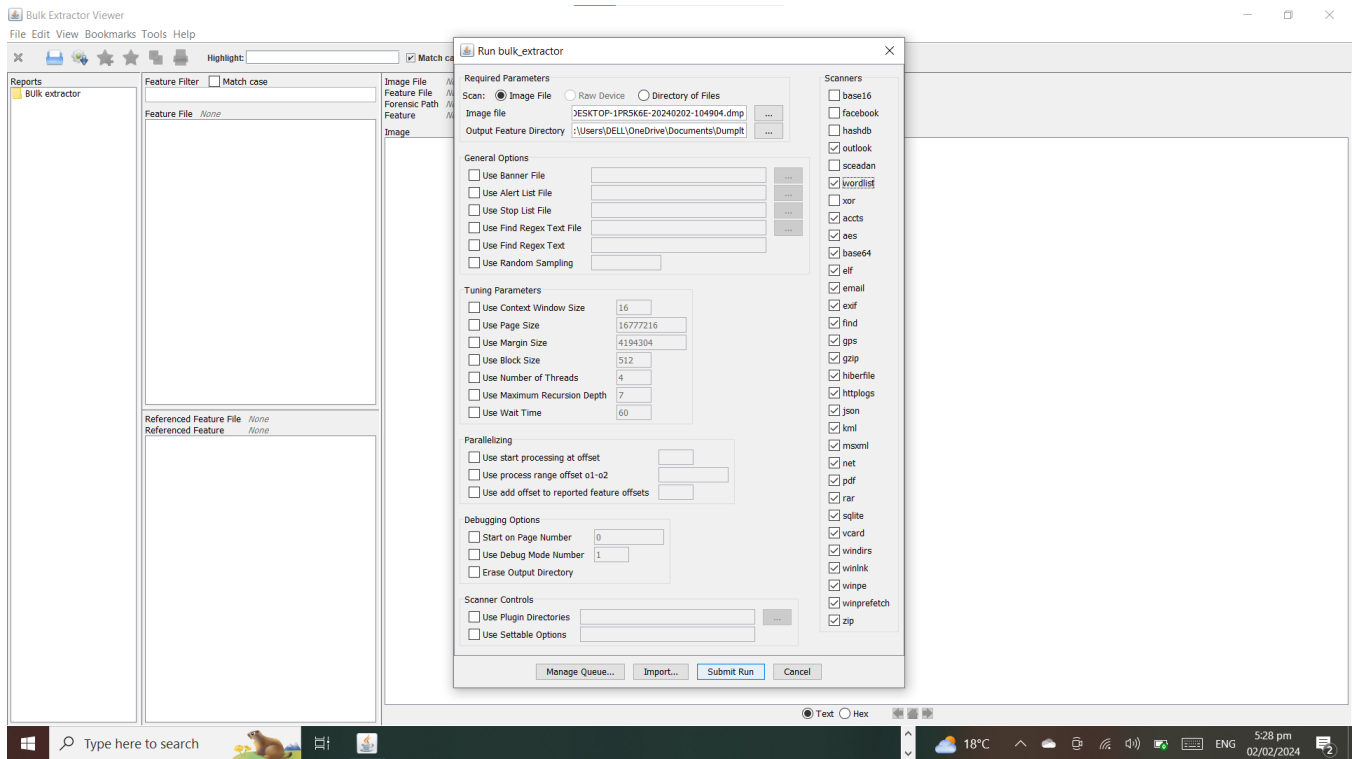 Bulk Extractor Viewer
File Edit View Bookmarks Tools Help
Highlight:
Match ca
Reports
BUlk extractor
Feature Filter Match case
Feature File None
Referenced Feature File None
Referenced Feature None
Image File
Feature File
Forensic Path
Feature
Image
Run bulk_extractor
Required Parameters
Scan: Image File Raw Device Directory of Files
Image file DESKTOP-1PR5K6E-20240202-104904.dmp ...
Output Feature Directory :\Users\DELL\OneDrive\Documents\DumpIt ...
General Options
Use Banner File ...
Use Alert List File ...
Use Stop List File ...
Use Find Regex Text File ...
Use Find Regex Text
Use Random Sampling
Tuning Parameters
Use Context Window Size 16
Use Page Size 16777216
Use Margin Size 4194304
Use Block Size 512
Use Number of Threads 4
Use Maximum Recursion Depth 7
Use Wait Time 60
Parallelizing
Use start processing at offset
Use process range offset o1-o2
Use add offset to reported feature offsets
Debugging Options
Start on Page Number 0
Use Debug Mode Number 1
Erase Output Directory
Scanner Controls
Use Plugin Directories ...
Use Settable Options
Scanners
base16
facebook
hashdb
outlook
sceadan
wordlist
xor
accts
aes
base64
elf
email
exif
find
gps
gzip
hiberfile
httplogs
json
kml
msxml
net
pdf
rar
sqlite
vcard
windirs
winlnk
winpe
winprefetch
zip
Manage Queue... Import... Submit Run Cancel
Text Hex
Type here to search
18°C
ENG
5:28 pm
02/02/2024
2